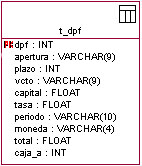 t_dpf
dpf : INT
apertura : VARCHAR(9)
plazo : INT
vcto : VARCHAR(9)
capital : FLOAT
tasa : FLOAT
periodo : VARCHAR(10)
moneda : VARCHAR(4)
total : FLOAT
caja_a : INT